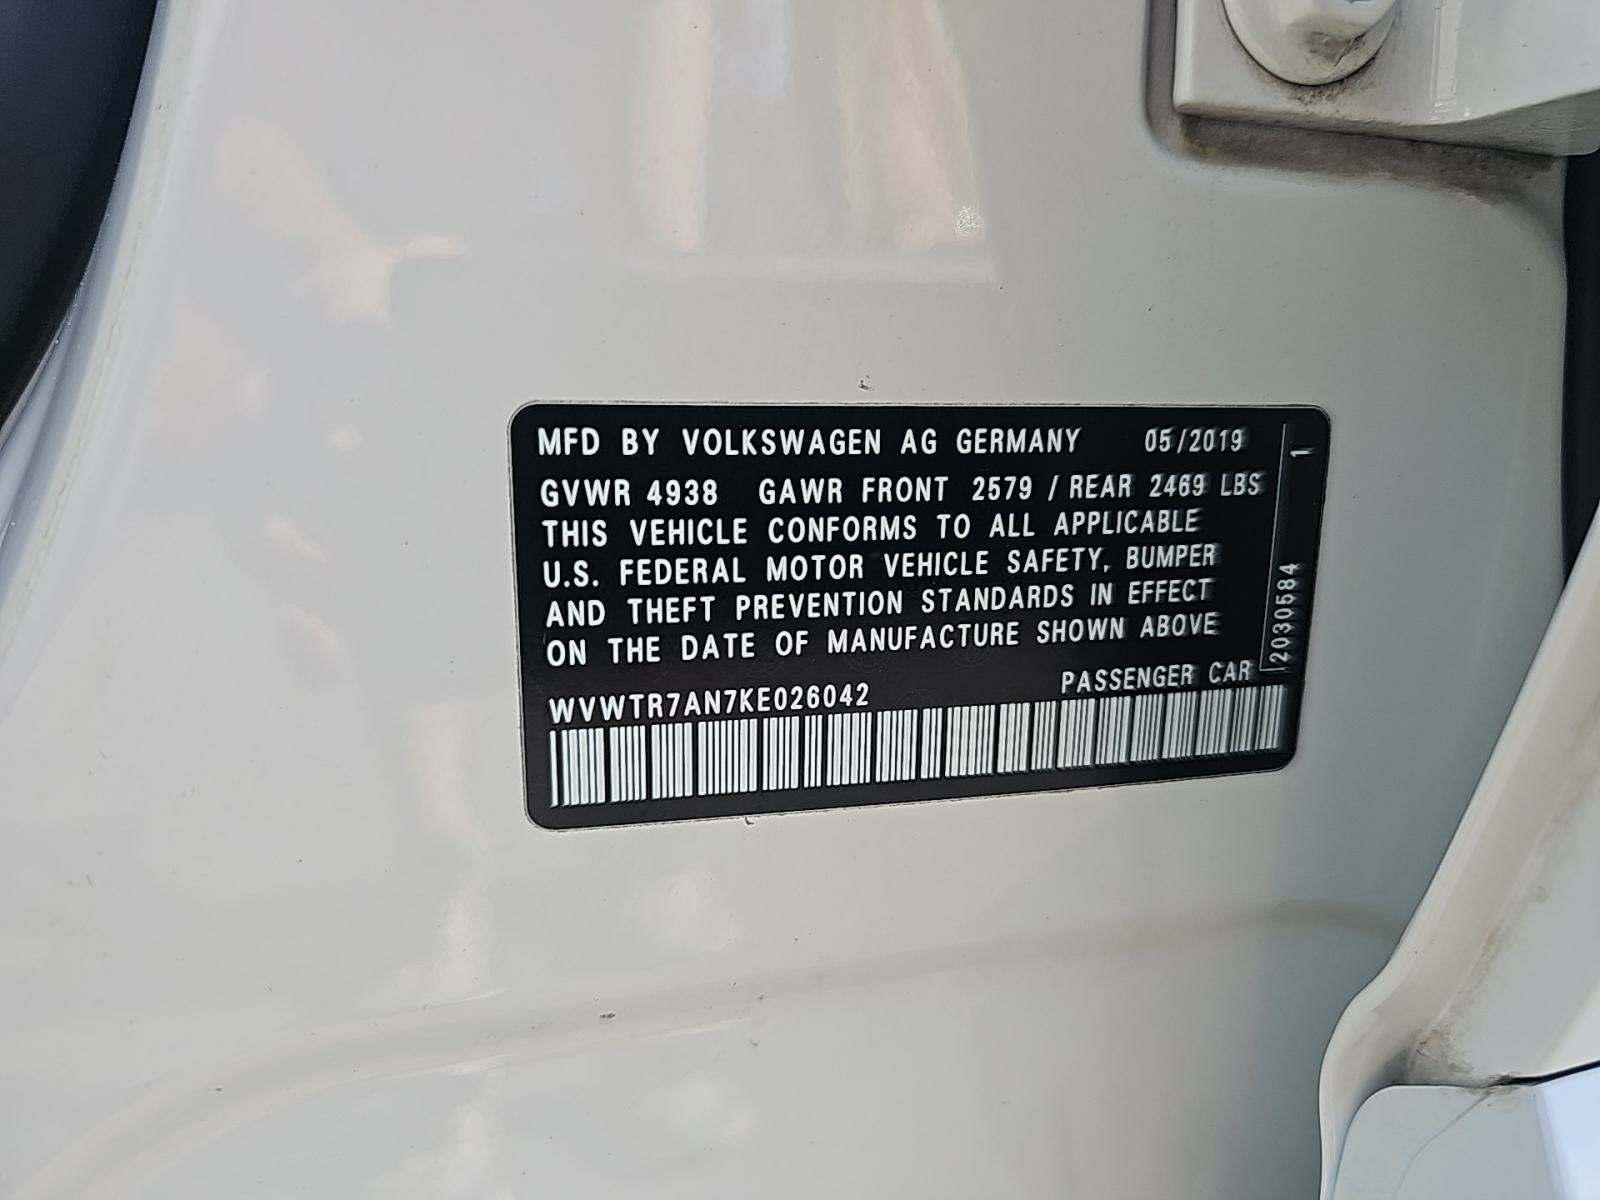 MFD BY VOLKSWAGEN AG GERMANY 05/2019
GVWR 4938 GAWR FRONT 2579 / REAR 2469 LBS
THIS VEHICLE CONFORMS TO ALL APPLICABLE
U.S. FEDERAL MOTOR VEHICLE SAFETY, BUMPER
AND THEFT PREVENTION STANDARDS IN EFFECT
ON THE DATE OF MANUFACTURE SHOWN ABOVE
WVWTR7AN7KE026042 PASSENGER CAR
2030584 1